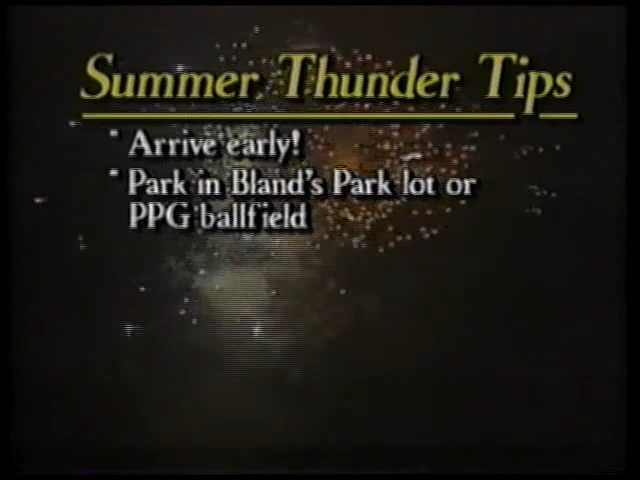 Summer Thunder Tips
" Arrive early!
" Park in Bland's Park lot or
PPG ballfield